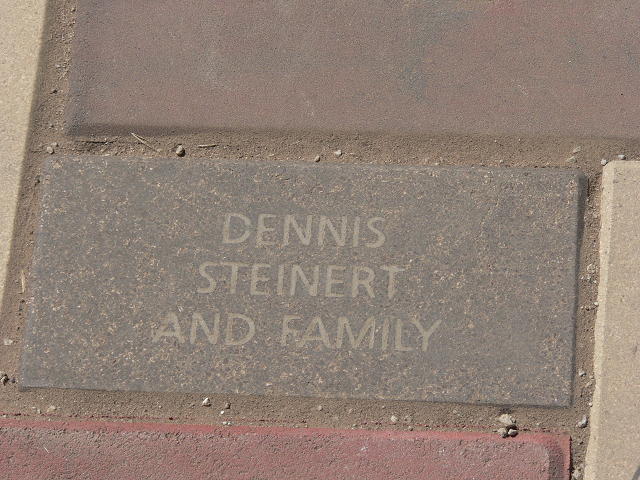 DENNIS
STEINERT
AND FAMILY